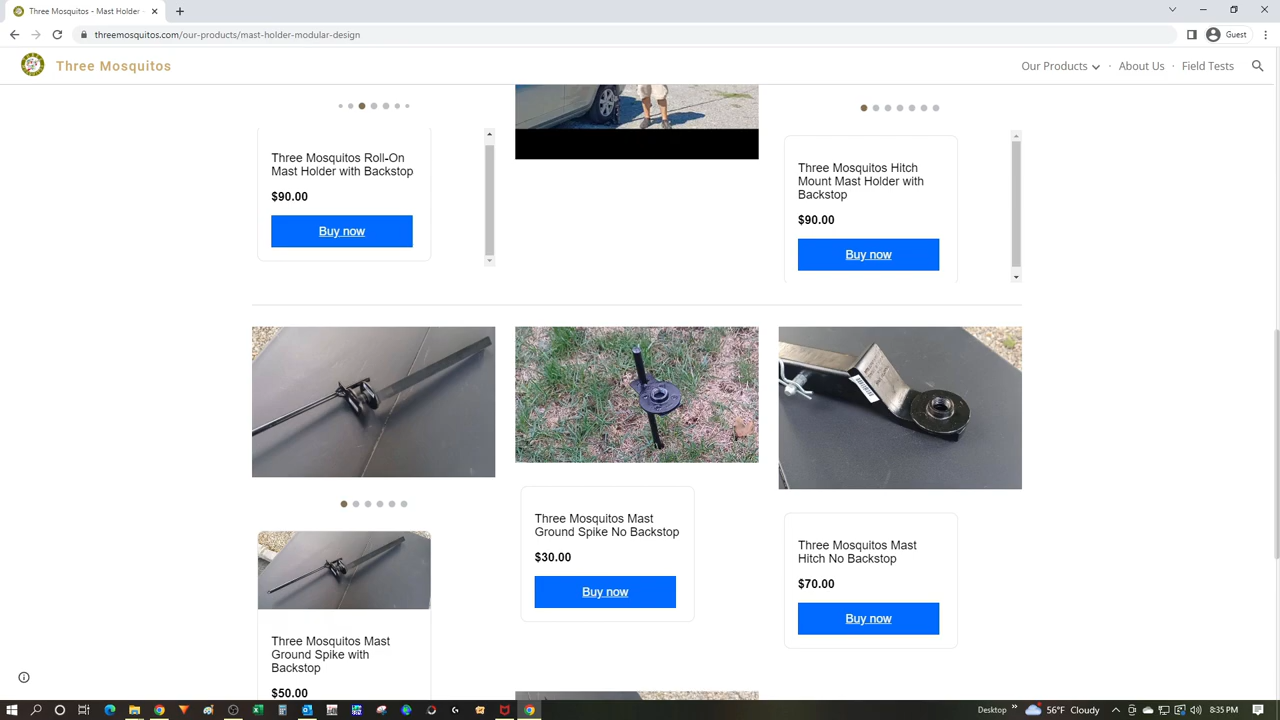 Three Mosquitos - Mast Holder -
threemosquitos.com/our-products/mast-holder-modular-design
Guest
Three Mosquitos
Our Products
About Us
Field Tests
Three Mosquitos Roll-On
Mast Holder with Backstop
$90.00
Buy now
Three Mosquitos Hitch
Mount Mast Holder with
Backstop
$90.00
Buy now
Three Mosquitos Mast
Ground Spike No Backstop
$30.00
Buy now
Three Mosquitos Mast
Hitch No Backstop
$70.00
Buy now
Three Mosquitos Mast
Ground Spike with
Backstop
$50.00
Desktop
56°F Cloudy
8:35 PM